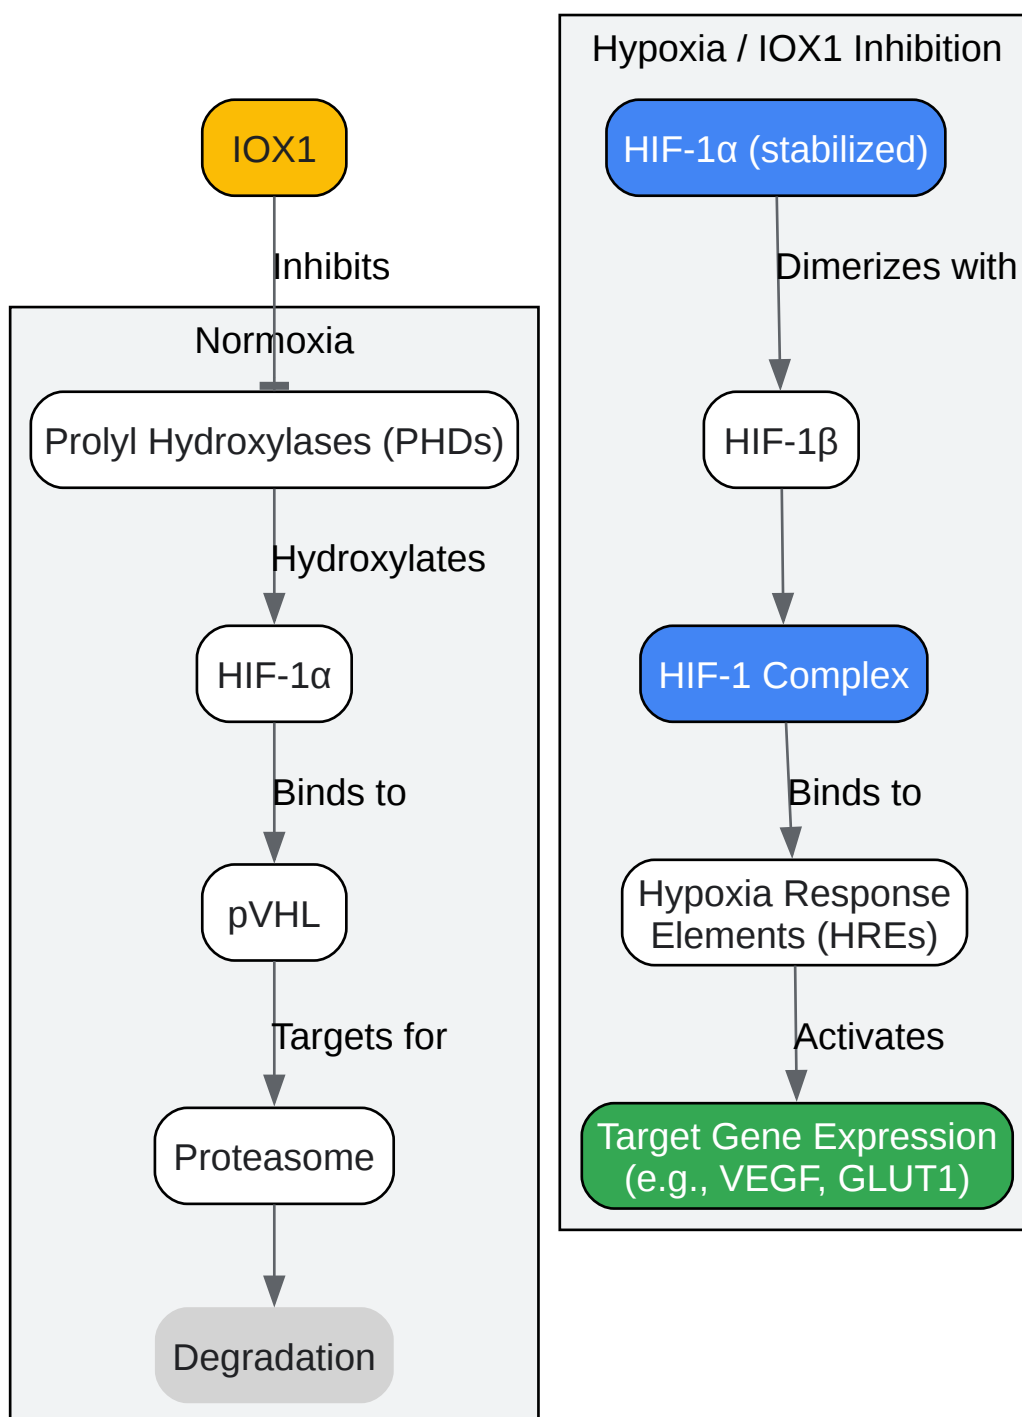 IOX1
Inhibits
Normoxia
Prolyl Hydroxylases (PHDs)
Hydroxylates
HIF-1α
Binds to
pVHL
Targets for
Proteasome
Degradation
Hypoxia / IOX1 Inhibition
HIF-1α (stabilized)
Dimerizes with
HIF-1β
HIF-1 Complex
Binds to
Hypoxia Response
Elements (HREs)
Activates
Target Gene Expression
(e.g., VEGF, GLUT1)